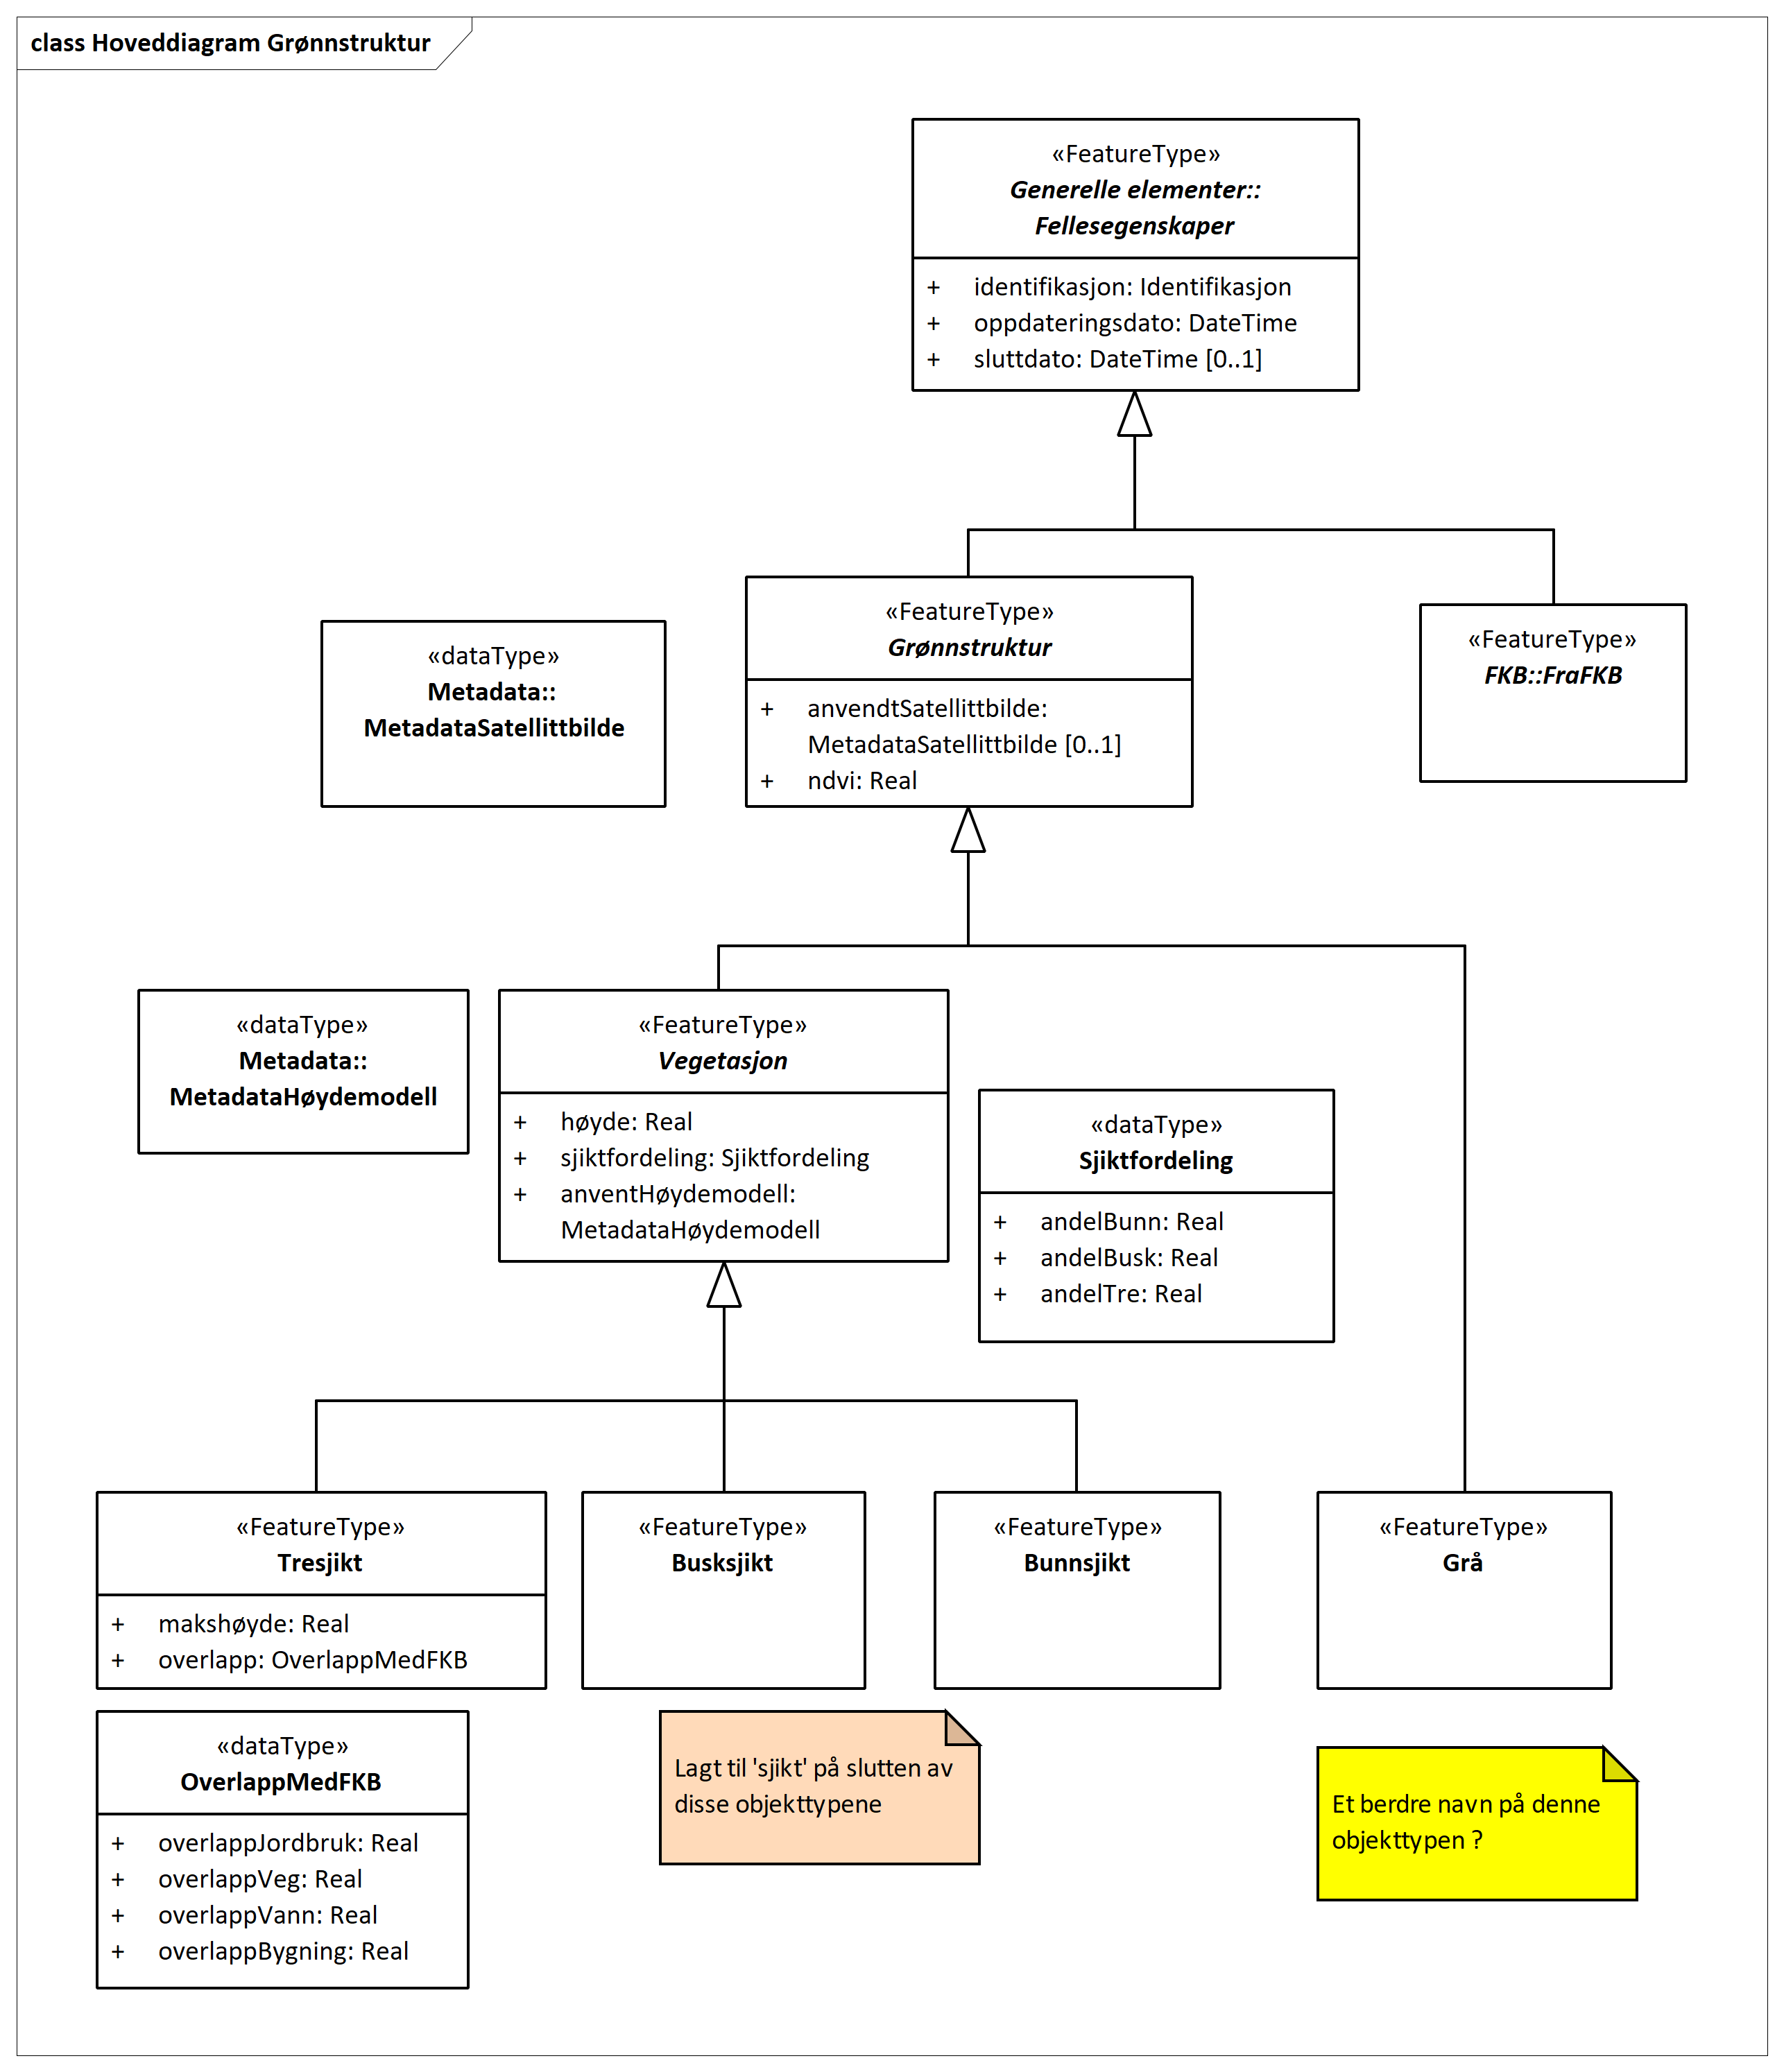 class Hoveddiagram Grønnstruktur
«FeatureType»
Generelle elementer::
Fellesegenskaper
+ identifikasjon: Identifikasjon
+ oppdateringsdato: DateTime
+ sluttdato: DateTime [0..1]
«FeatureType»
Grønnstruktur
+ anvendtSatellittbilde:
MetadataSatellittbilde [0..1]
+ ndvi: Real
«FeatureType»
FKB::FraFKB
«dataType»
Metadata::
MetadataSatellittbilde
«dataType»
Metadata::
MetadataHøydemodell
«FeatureType»
Vegetasjon
+ høyde: Real
+ sjiktfordeling: Sjiktfordeling
+ anventHøydemodell:
MetadataHøydemodell
«dataType»
Sjiktfordeling
+ andelBunn: Real
+ andelBusk: Real
+ andelTre: Real
«FeatureType»
Tresjikt
+ makshøyde: Real
+ overlapp: OverlappMedFKB
«FeatureType»
Busksjikt
«FeatureType»
Bunnsjikt
«FeatureType»
Grå
«dataType»
OverlappMedFKB
+ overlappJordbruk: Real
+ overlappVeg: Real
+ overlappVann: Real
+ overlappBygning: Real
Lagt til 'sjikt' på slutten av
disse objekttypene
Et berdre navn på denne
objekttypen ?